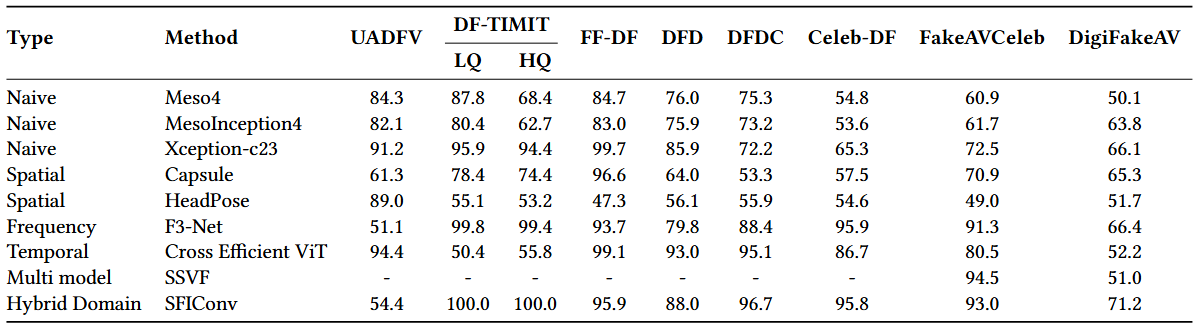 Type Method UADFV DF-TIMIT FF-DF DFD DFDC Celeb-DF FakeAVCeleb DigiFakeAV
LQ HQ
Naive Meso4 84.3 87.8 68.4 84.7 76.0 75.3 54.8 60.9 50.1
Naive MesoInception4 82.1 80.4 62.7 83.0 75.9 73.2 53.6 61.7 63.8
Naive Xception-c23 91.2 95.9 94.4 99.7 85.9 72.2 65.3 72.5 66.1
Spatial Capsule 61.3 78.4 74.4 96.6 64.0 53.3 57.5 70.9 65.3
Spatial HeadPose 89.0 55.1 53.2 47.3 56.1 55.9 54.6 49.0 51.7
Frequency F3-Net 51.1 99.8 99.4 93.7 79.8 88.4 95.9 91.3 66.4
Temporal Cross Efficient ViT 94.4 50.4 55.8 99.1 93.0 95.1 86.7 80.5 52.2
Multi model SSVF - - - - - - - 94.5 51.0
Hybrid Domain SFIConv 54.4 100.0 100.0 95.9 88.0 96.7 95.8 93.0 71.2